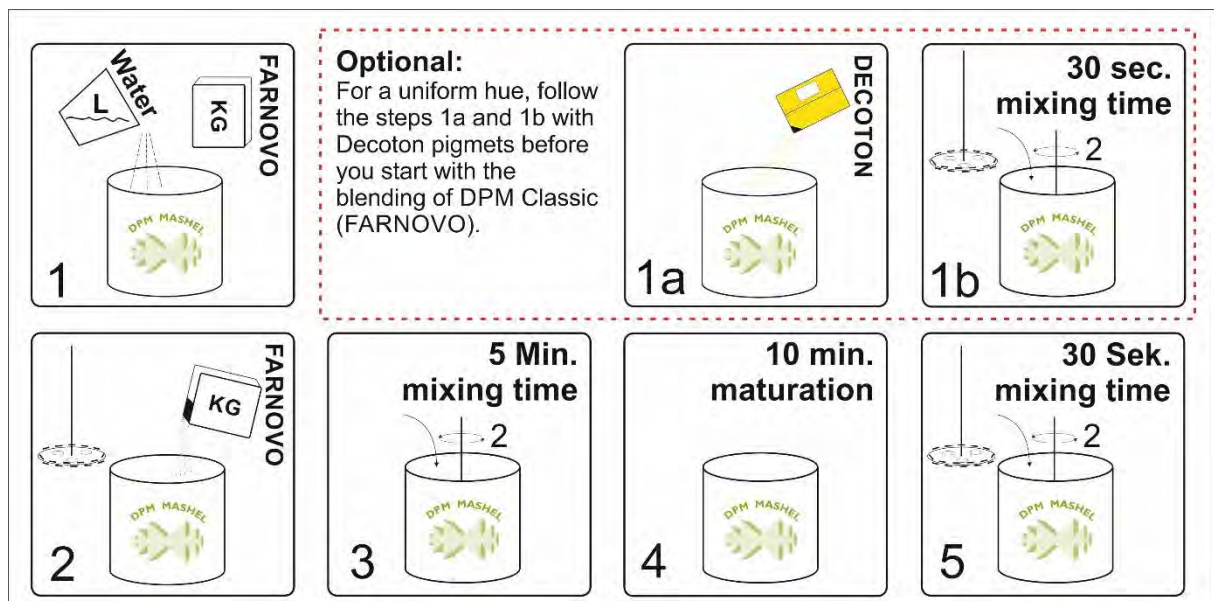 Water
L
KG
FARNOVO
DPM MASHEL
1
Optional:
For a uniform hue, follow
the steps 1a and 1b with
Decoton pigmets before
you start with the
blending of DPM Classic
(FARNOVO).
DECOTON
DPM MASHEL
1a
30 sec.
mixing time
2
DPM MASHEL
1b
FARNOVO
KG
DPM MASHEL
2
5 Min.
mixing time
2
DPM MASHEL
3
10 min.
maturation
DPM MASHEL
4
30 Sek.
mixing time
2
DPM MASHEL
5